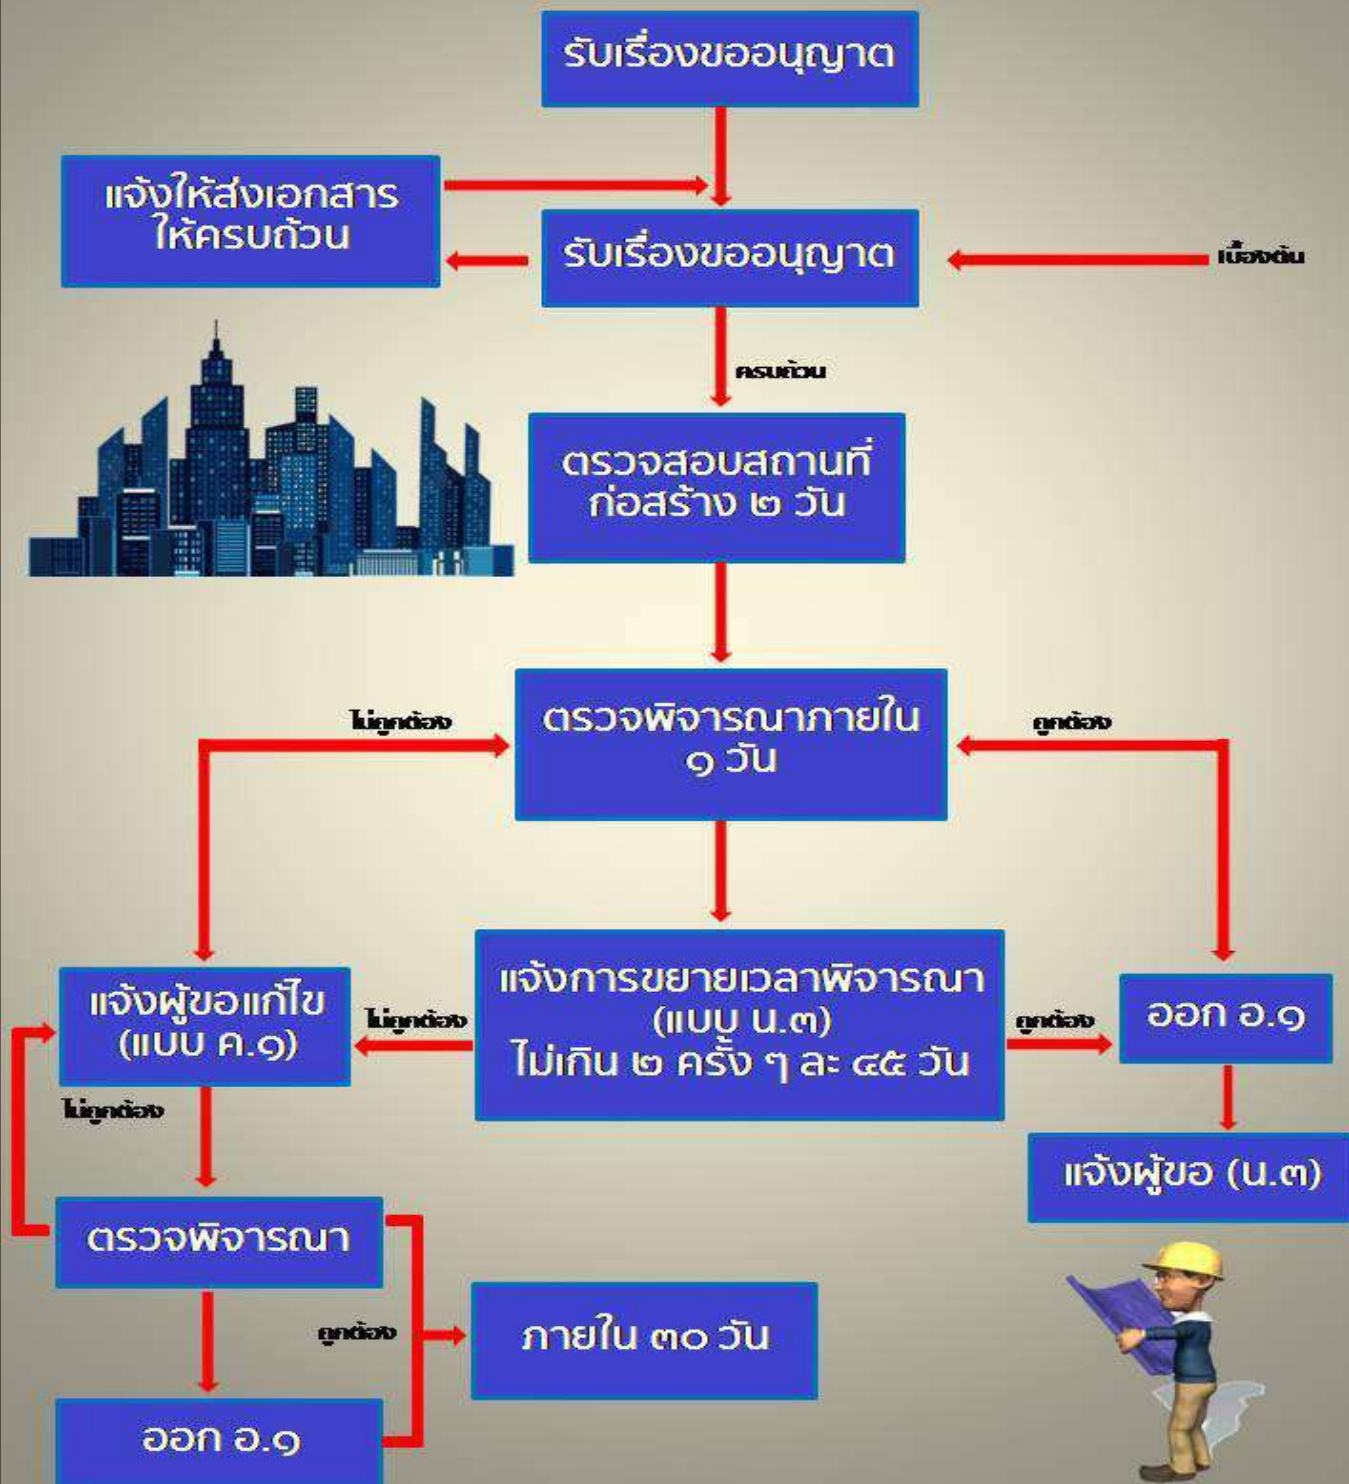 รับเรื่องขออนุญาต
แจ้งให้ส่งเอกสาร
ให้ครบถ้วน
รับเรื่องขออนุญาต
เบื้องต้น
ครบถ้วน
ตรวจสอบสถานที่
ก่อสร้าง ๒ วัน
ไม่ถูกต้อง
ตรวจพิจารณาภายใน
๑ วัน
ถูกต้อง
แจ้งผู้ขอแก้ไข
(แบบ ค.๑)
ไม่ถูกต้อง
แจ้งการขยายเวลาพิจารณา
(แบบ น.๓)
ไม่เกิน ๒ ครั้ง ๆ ละ ๔๕ วัน
ถูกต้อง
ออก อ.๑
ไม่ถูกต้อง
แจ้งผู้ขอ (น.๓)
ตรวจพิจารณา
ถูกต้อง
ภายใน ๓๐ วัน
ออก อ.๑